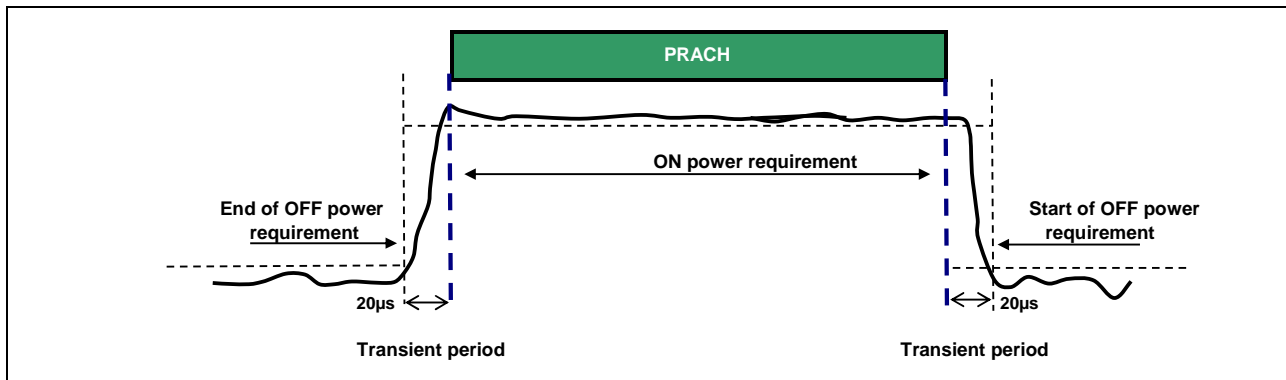 PRACH
ON power requirement
End of OFF power
requirement
Start of OFF power
requirement
20µs
20µs
Transient period
Transient period